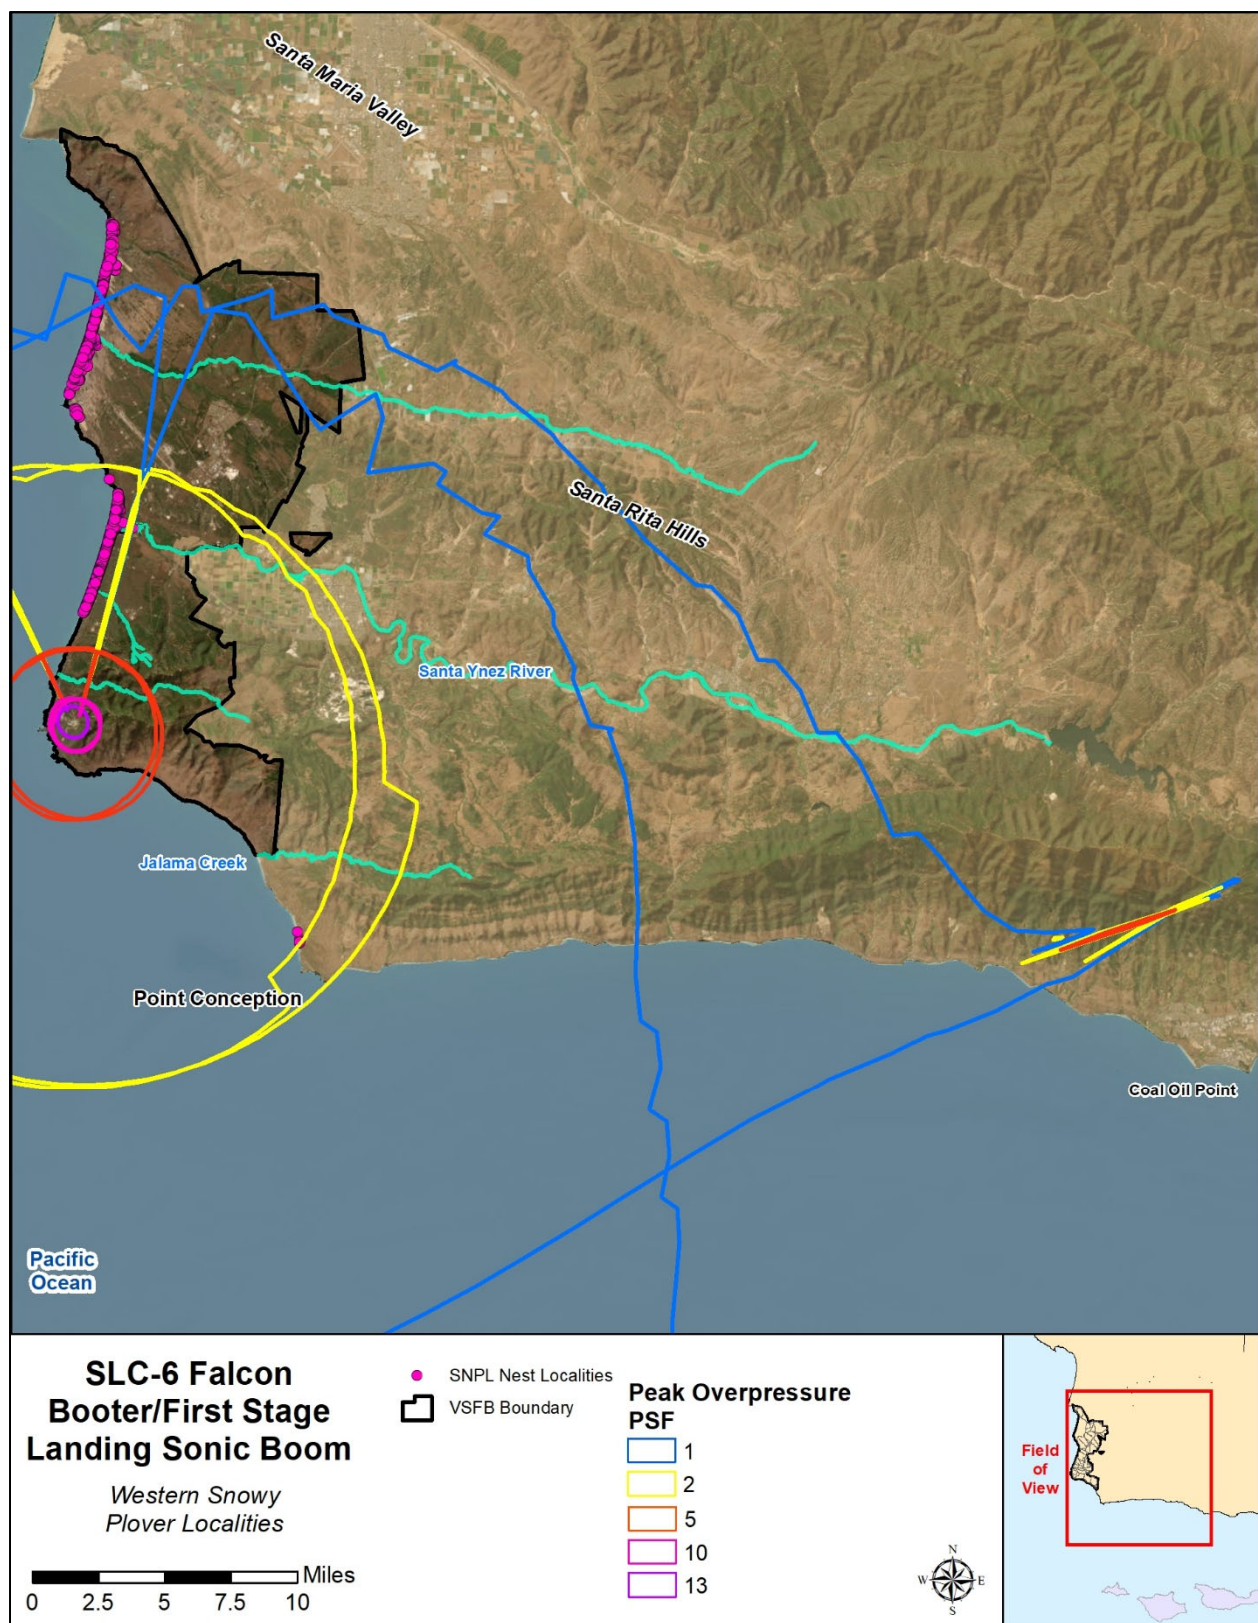 Santa Maria Valley
Santa Rita Hills
Santa Ynez River
Jalama Creek
Point Conception
Coal Oil Point
Pacific
Ocean
SLC-6 Falcon
Booter/First Stage
Landing Sonic Boom
Western Snowy
Plover Localities
0 2.5 5 7.5 10 Miles
SNPL Nest Localities
VSFB Boundary
Peak Overpressure
PSF
1
2
5
10
13
N
W E
S
Field
of
View